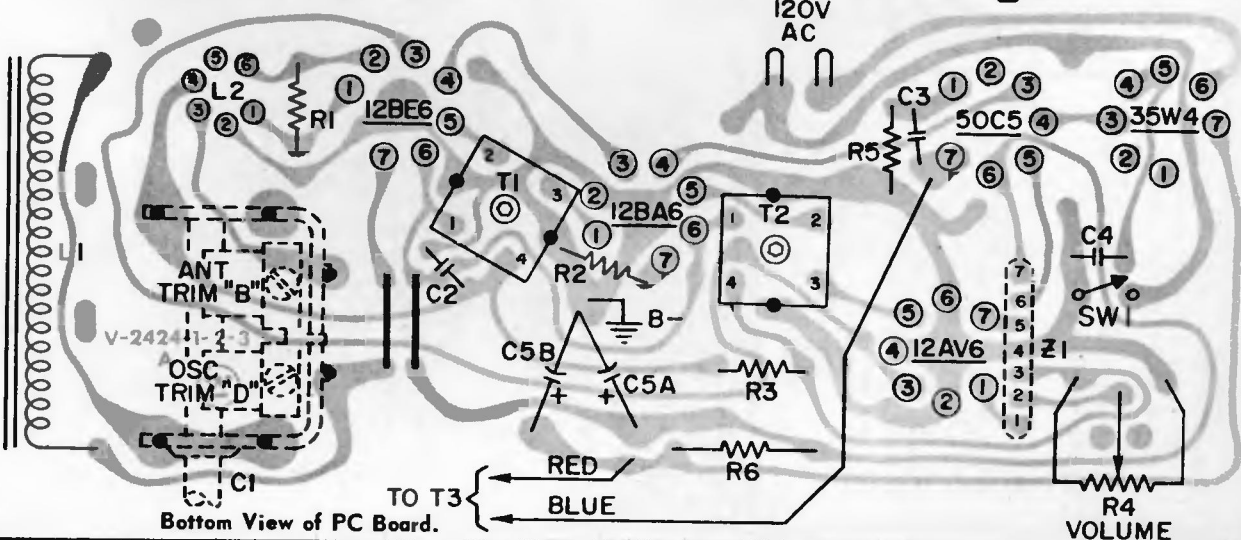 120V
AC
5 6
4 L2
3 2 1
R1
2 3
1 4
12BE6 5
7 6
2
T1 3
1
4
C2
3 4
2 5
12BA6
1 6
7
R2
B-
1 T2 2
4 3
C3
R5
1 2 3
50C5 4
7 6 5
5
4 6
3 35W4 7
2 1
C4
SW1
L1
ANT
TRIM "B"
V-2424-1-2-3
A
OSC
TRIM "D"
C1
C5B
+
C5A
+
R3
R6
6
5 7
4 12AV6
3 1
2
7
6
5
4
3
2
1
Z1
R4
VOLUME
RED
TO T3
BLUE
Bottom View of PC Board.